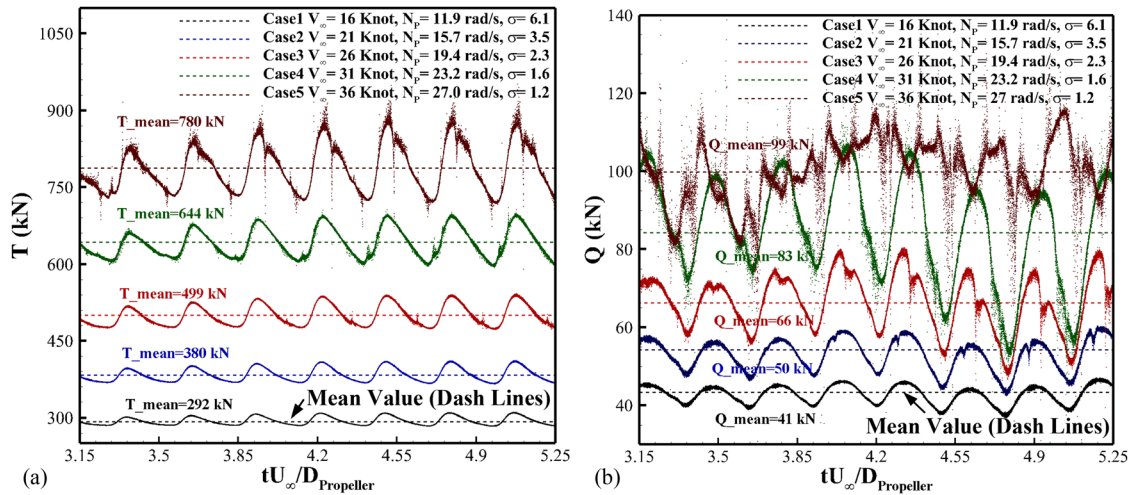 Case1 V∞ = 16 Knot, NP= 11.9 rad/s, σ= 6.1
Case2 V∞ = 21 Knot, NP= 15.7 rad/s, σ= 3.5
Case3 V∞ = 26 Knot, NP= 19.4 rad/s, σ= 2.3
Case4 V∞ = 31 Knot, NP= 23.2 rad/s, σ= 1.6
Case5 V∞ = 36 Knot, NP= 27.0 rad/s, σ= 1.2
1050
900
750
600
450
300
T (kN)
T_mean=780 kN
T_mean=644 kN
T_mean=499 kN
T_mean=380 kN
T_mean=292 kN
Mean Value (Dash Lines)
3.15 3.5 3.85 4.2 4.55 4.9 5.25
tU∞/DPropeller
(a)
Case1 V∞ = 16 Knot, NP= 11.9 rad/s, σ= 6.1
Case2 V∞ = 21 Knot, NP= 15.7 rad/s, σ= 3.5
Case3 V∞ = 26 Knot, NP= 19.4 rad/s, σ= 2.3
Case4 V∞ = 31 Knot, NP= 23.2 rad/s, σ= 1.6
Case5 V∞ = 36 Knot, NP= 27 rad/s, σ= 1.2
140
120
100
80
60
40
Q (kN)
Q_mean=99 kN
Q_mean=83 kN
Q_mean=66 kN
Q_mean=50 kN
Q_mean=41 kN
Mean Value (Dash Lines)
3.15 3.5 3.85 4.2 4.55 4.9 5.25
tU∞/DPropeller
(b)